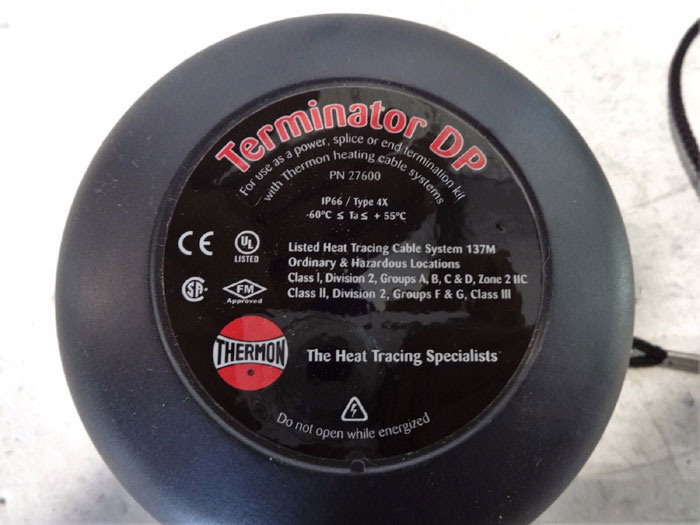 Terminator DP
For use as a power, splice or end termination kit
with Thermon heating cable systems
PN 27600
IP66 / Type 4X
-60°C ≤ Ta ≤ + 55°C
CE
UL
LISTED
Listed Heat Tracing Cable System 137M
Ordinary & Hazardous Locations
Class I, Division 2, Groups A, B, C & D, Zone 2 IIC
Class II, Division 2, Groups F & G, Class III
SA
FM
Approved
THERMON
The Heat Tracing Specialists
Do not open while energized